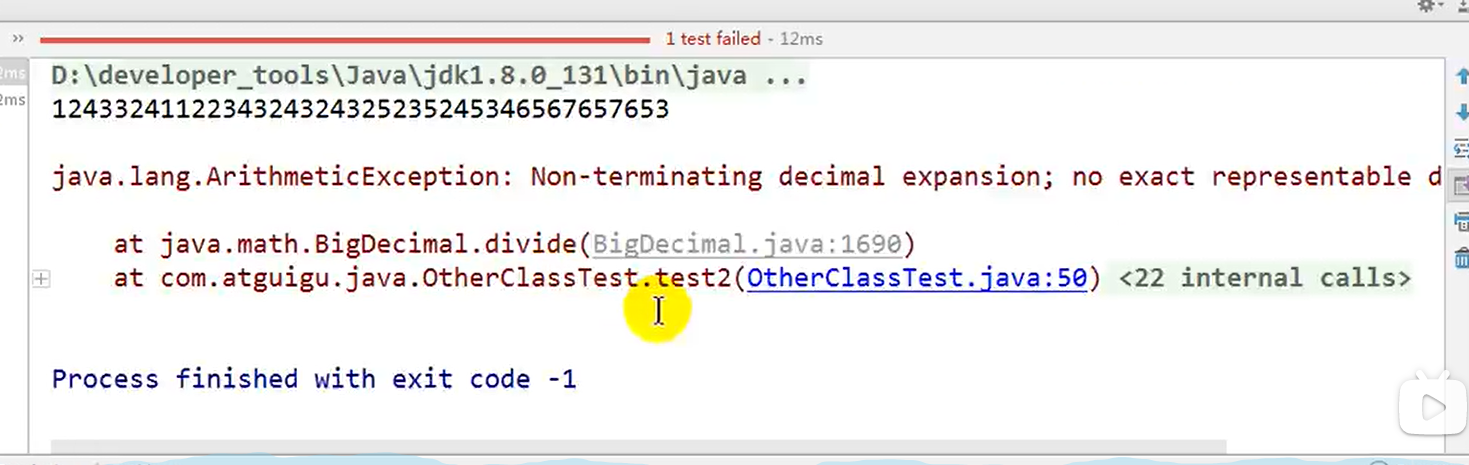 1 test failed - 12ms
2ms
D:\developer_tools\Java\jdk1.8.0_131\bin\java ...
2ms
1243324112234324324325235245346567657653
java.lang.ArithmeticException: Non-terminating decimal expansion; no exact representable d
at java.math.BigDecimal.divide(BigDecimal.java:1690)
at com.atguigu.java.OtherClassTest.test2(OtherClassTest.java:50) <22 internal calls>
Process finished with exit code -1